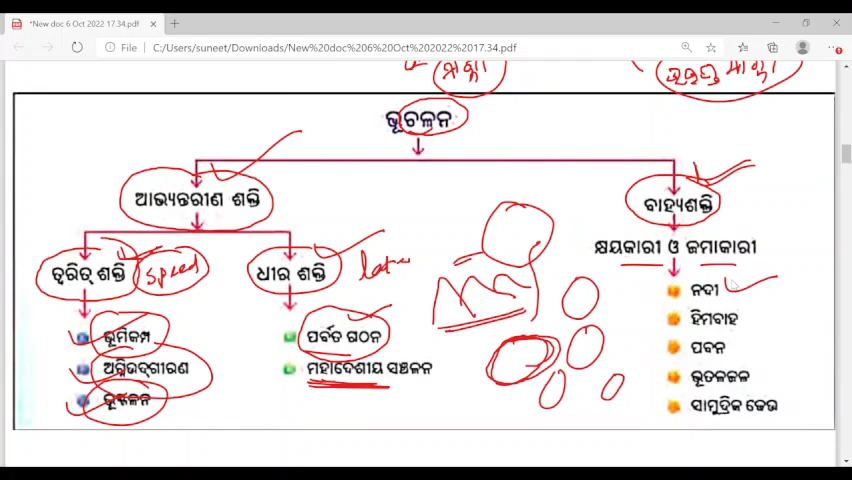 *New doc 6 Oct 2022 17.34.pdf
File C:/Users/suneet/Downloads/New%20doc%206%20Oct%202022%2017.34.pdf
ଭୂଚଳନ
ଆଭ୍ୟନ୍ତରୀଣ ଶକ୍ତି
ବାହ୍ୟଶକ୍ତି
କ୍ଷୟକାରୀ ଓ ଜମାକାରୀ
ତ୍ୱରିତ୍ ଶକ୍ତି
speed
ଧୀର ଶକ୍ତି
ନଦୀ
ହିମବାହ
ପବନ
ଭୂତଳଜଳ
ସାମୁଦ୍ରିକ ଢେଉ
ଭୂମିକମ୍ପ
ପର୍ବତ ଗଠନ
ଅଗ୍ନିଉଦ୍‌ଗୀରଣ
ମହାଦେଶୀୟ ସଞ୍ଚଳନ
ଭୂସ୍ଖଳନ